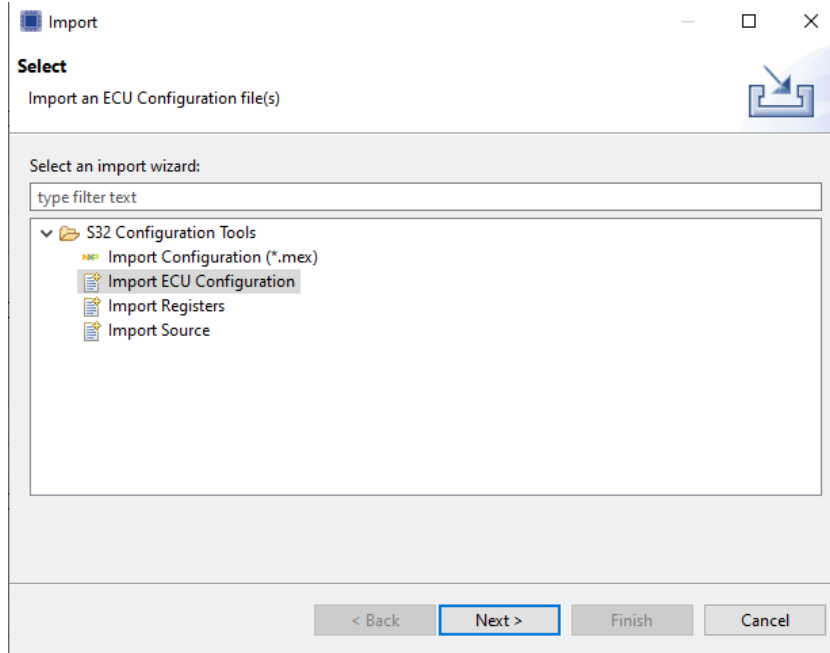 Import
Select
Import an ECU Configuration file(s)
Select an import wizard:
type filter text
S32 Configuration Tools
NXP Import Configuration (*.mex)
Import ECU Configuration
Import Registers
Import Source
< Back Next > Finish Cancel